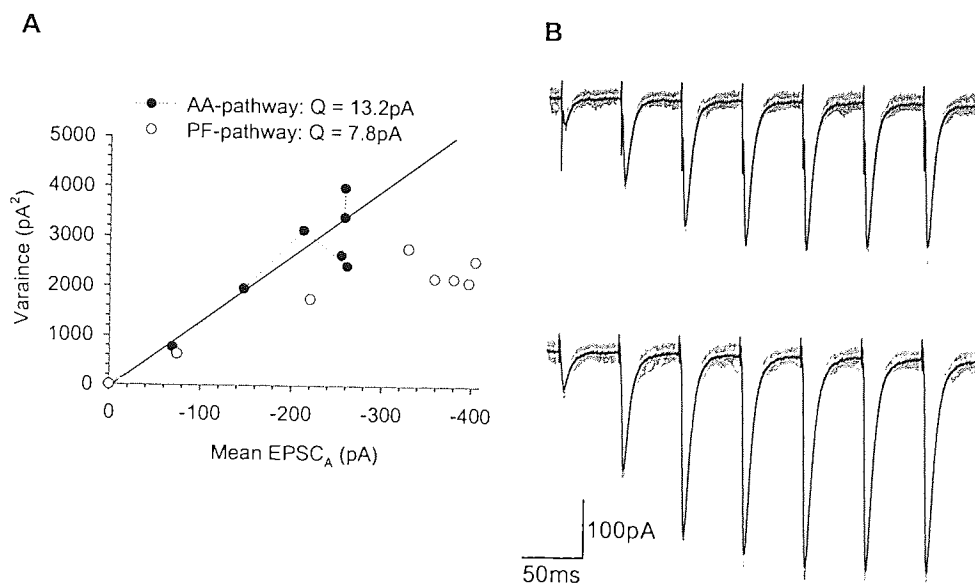 A
AA-pathway: Q = 13.2pA
PF-pathway: Q = 7.8pA
5000
4000
3000
2000
1000
0
Varaince (pA²)
0
-100
-200
-300
-400
Mean EPSC_A (pA)
B
100pA
50ms